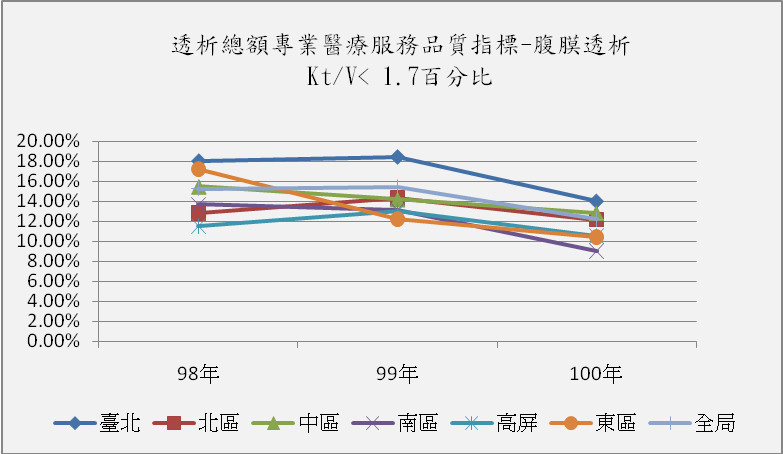 透析總額專業醫療服務品質指標-腹膜透析
Kt/V< 1.7百分比
20.00%
18.00%
16.00%
14.00%
12.00%
10.00%
8.00%
6.00%
4.00%
2.00%
0.00%
98年 99年 100年
臺北 北區 中區 南區 高屏 東區 全局